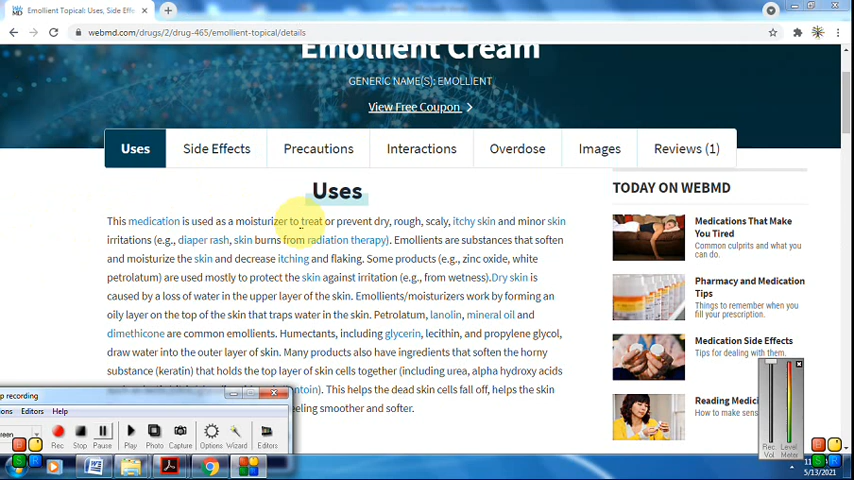 Emollient Topical: Uses, Side Effe
webmd.com/drugs/2/drug-465/emollient-topical/details
Emollient Cream
GENERIC NAME(S): EMOLLIENT
View Free Coupon
Uses
Side Effects
Precautions
Interactions
Overdose
Images
Reviews (1)
Uses
This medication is used as a moisturizer to treat or prevent dry, rough, scaly, itchy skin and minor skin
irritations (e.g., diaper rash, skin burns from radiation therapy). Emollients are substances that soften
and moisturize the skin and decrease itching and flaking. Some products (e.g., zinc oxide, white
petrolatum) are used mostly to protect the skin against irritation (e.g., from wetness).Dry skin is
caused by a loss of water in the upper layer of the skin. Emollients/moisturizers work by forming an
oily layer on the top of the skin that traps water in the skin. Petrolatum, lanolin, mineral oil and
dimethicone are common emollients. Humectants, including glycerin, lecithin, and propylene glycol,
draw water into the outer layer of skin. Many products also have ingredients that soften the horny
substance (keratin) that holds the top layer of skin cells together (including urea, alpha hydroxy acids
ntoin). This helps the dead skin cells fall off, helps the skin
eeling smoother and softer.
TODAY ON WEBMD
Medications That Make
You Tired
Common culprits and what you
can do.
Pharmacy and Medication
Tips
Things to remember when you
fill your prescription.
Medication Side Effects
Tips for dealing with them.
Reading Medici
How to make sens
p recording
ons Editors Help
reen
Rec Stop Pause Play Photo Capture Options Wizard Editors
Rec. Vol
Level Meter
5/13/2021